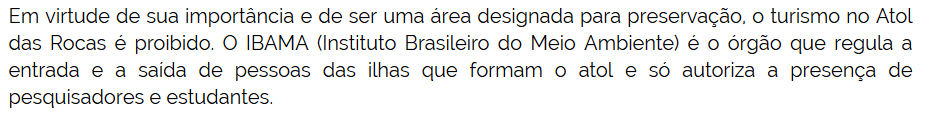 Em virtude de sua importância e de ser uma área designada para preservação, o turismo no Atol
das Rocas é proibido. O IBAMA (Instituto Brasileiro do Meio Ambiente) é o órgão que regula a
entrada e a saída de pessoas das ilhas que formam o atol e só autoriza a presença de
pesquisadores e estudantes.